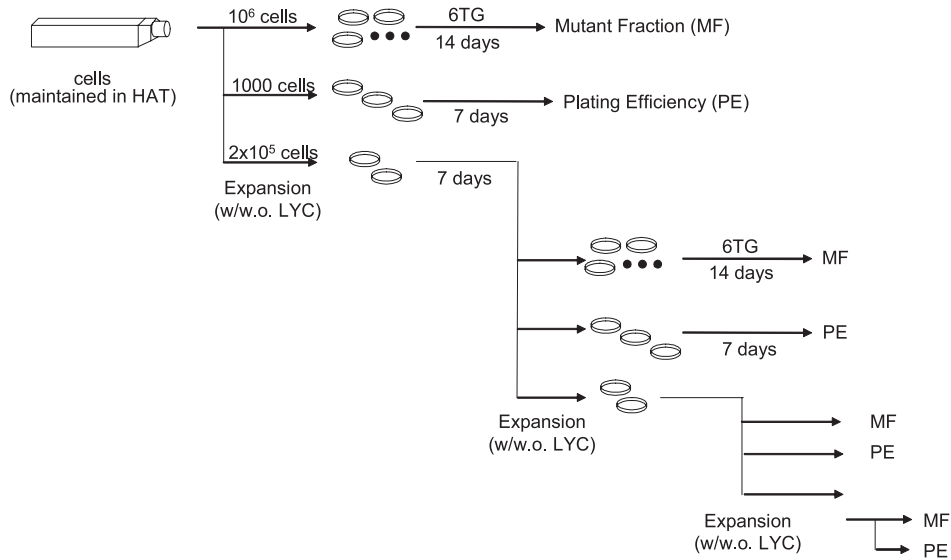 10⁶ cells
6TG
14 days
Mutant Fraction (MF)
cells
(maintained in HAT)
1000 cells
7 days
Plating Efficiency (PE)
2x10⁵ cells
Expansion
(w/w.o. LYC)
7 days
6TG
14 days
MF
7 days
PE
Expansion
(w/w.o. LYC)
MF
PE
Expansion
(w/w.o. LYC)
MF
PE